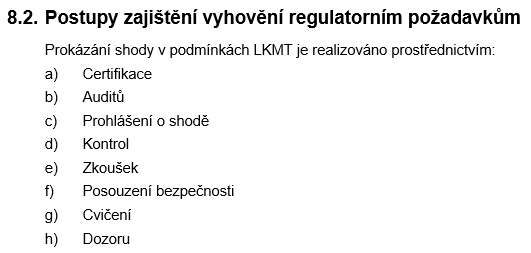 8.2. Postupy zajištění vyhovění regulatorním požadavkům
Prokázání shody v podmínkách LKMT je realizováno prostřednictvím:
a) Certifikace
b) Auditů
c) Prohlášení o shodě
d) Kontrol
e) Zkoušek
f) Posouzení bezpečnosti
g) Cvičení
h) Dozoru